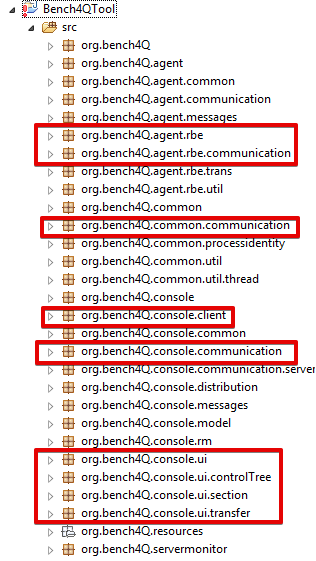 Bench4QTool
src
org.bench4Q
org.bench4Q.agent
org.bench4Q.agent.common
org.bench4Q.agent.communication
org.bench4Q.agent.messages
org.bench4Q.agent.rbe
org.bench4Q.agent.rbe.communication
org.bench4Q.agent.rbe.trans
org.bench4Q.agent.rbe.util
org.bench4Q.common
org.bench4Q.common.communication
org.bench4Q.common.processidentity
org.bench4Q.common.util
org.bench4Q.common.util.thread
org.bench4Q.console
org.bench4Q.console.client
org.bench4Q.console.common
org.bench4Q.console.communication
org.bench4Q.console.communication.server
org.bench4Q.console.distribution
org.bench4Q.console.messages
org.bench4Q.console.model
org.bench4Q.console.rm
org.bench4Q.console.ui
org.bench4Q.console.ui.controlTree
org.bench4Q.console.ui.section
org.bench4Q.console.ui.transfer
org.bench4Q.resources
org.bench4Q.servermonitor